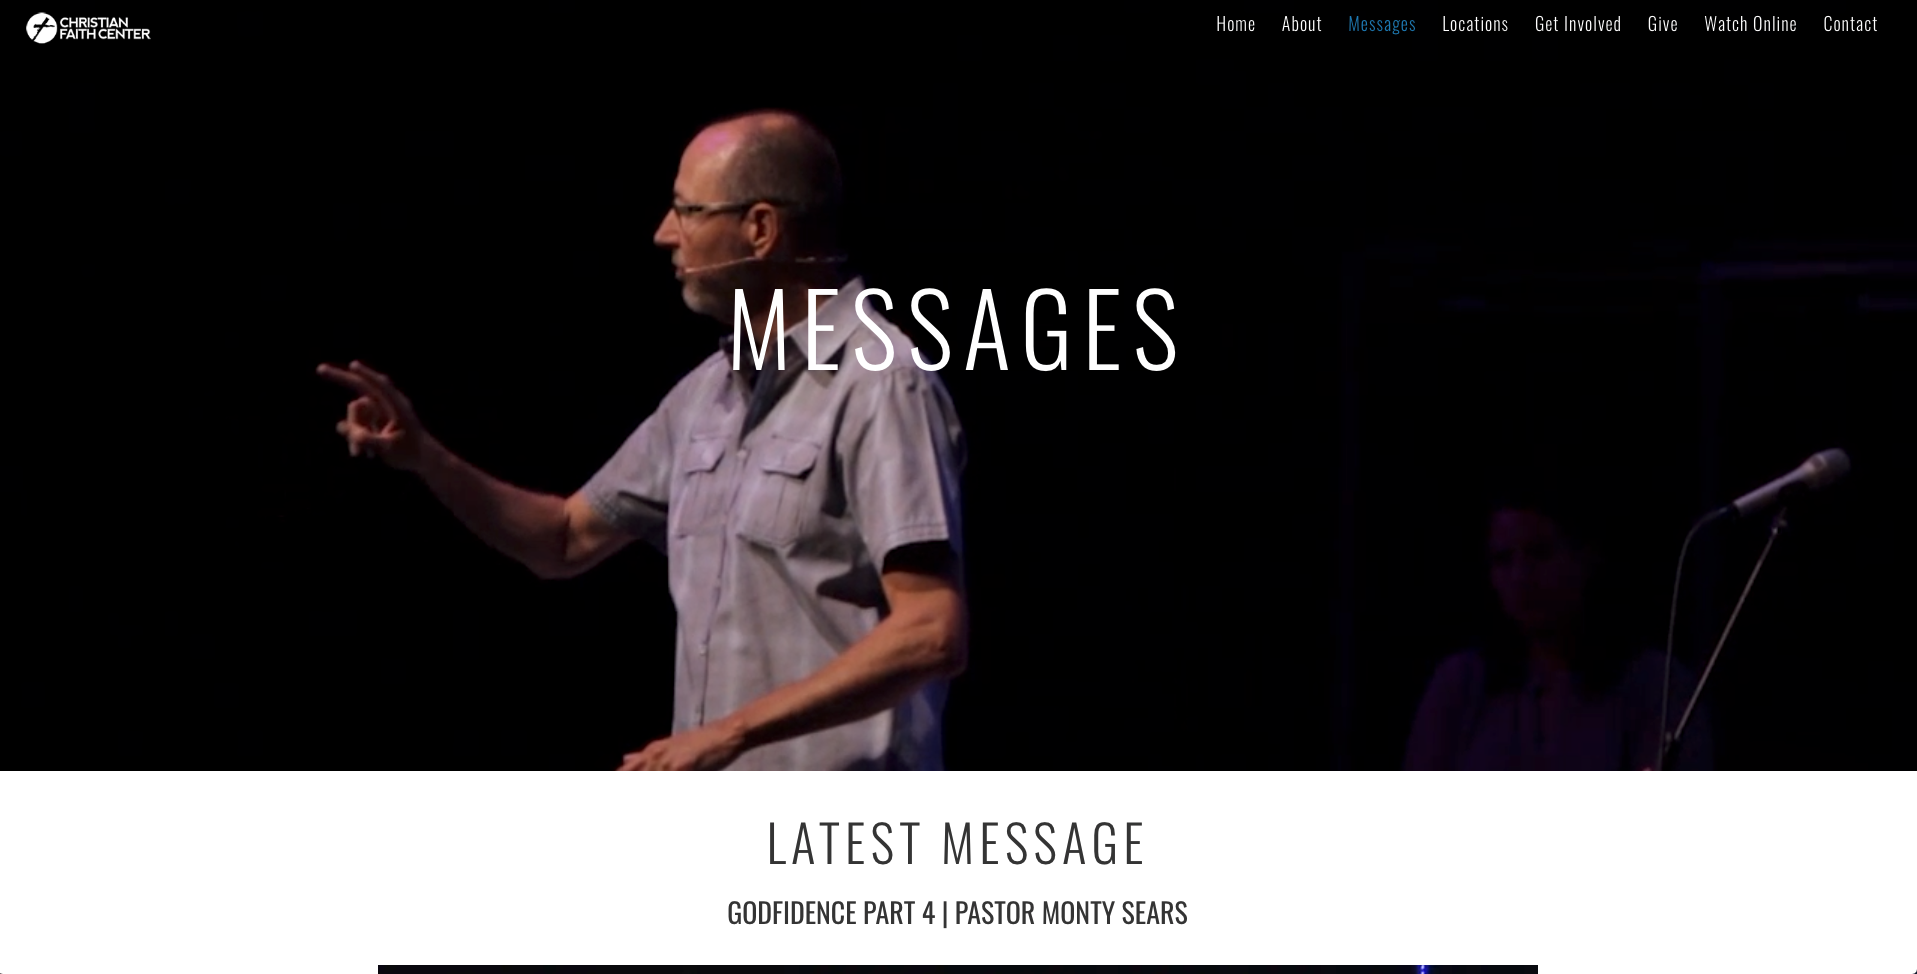 CHRISTIAN
FAITH CENTER
Home About Messages Locations Get Involved Give Watch Online Contact
MESSAGES
LATEST MESSAGE
GODFIDENCE PART 4 | PASTOR MONTY SEARS